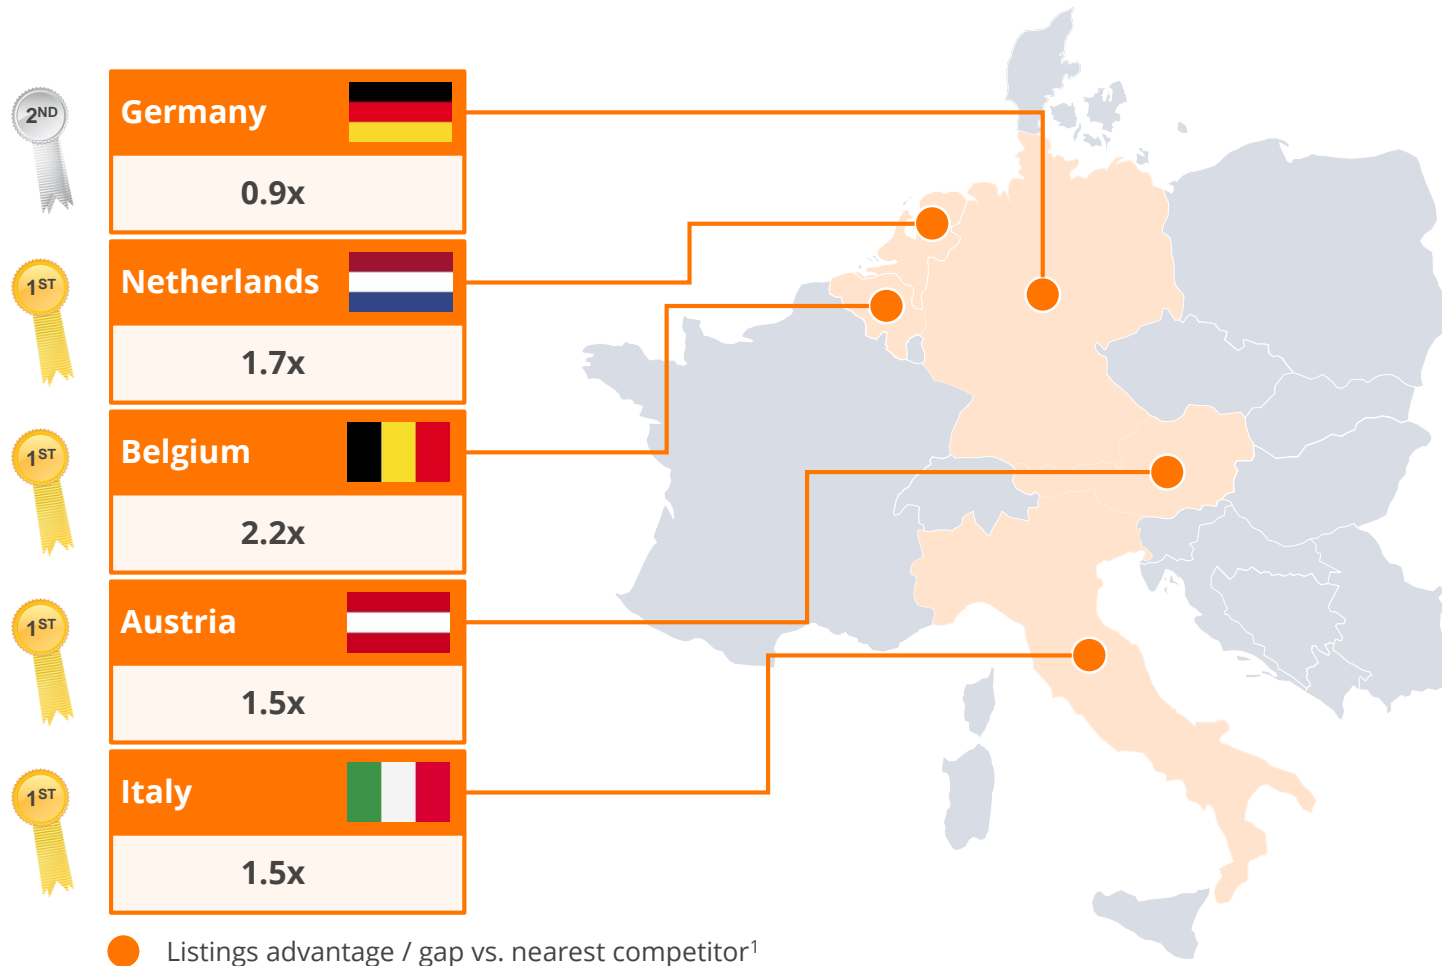 2ND
Germany
0.9x
1ST
Netherlands
1.7x
1ST
Belgium
2.2x
1ST
Austria
1.5x
1ST
Italy
1.5x
Listings advantage / gap vs. nearest competitor1